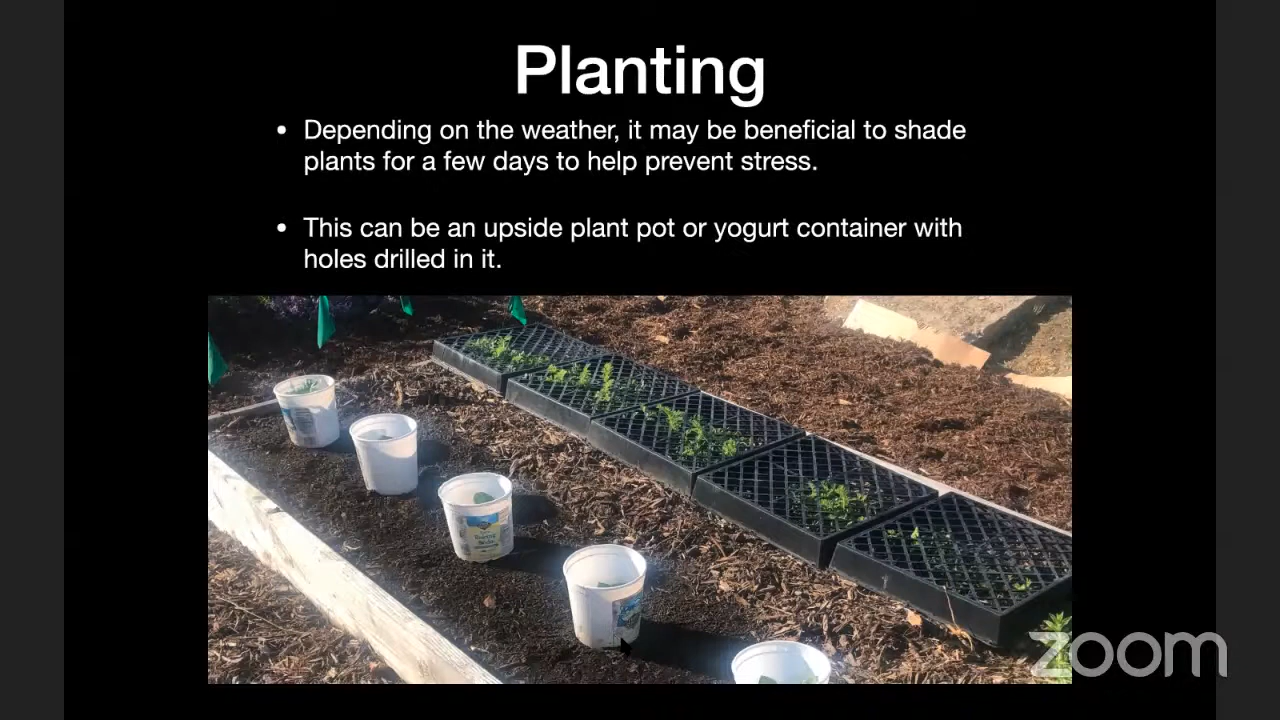 Planting
• Depending on the weather, it may be beneficial to shade
plants for a few days to help prevent stress.
• This can be an upside plant pot or yogurt container with
holes drilled in it.
zoom